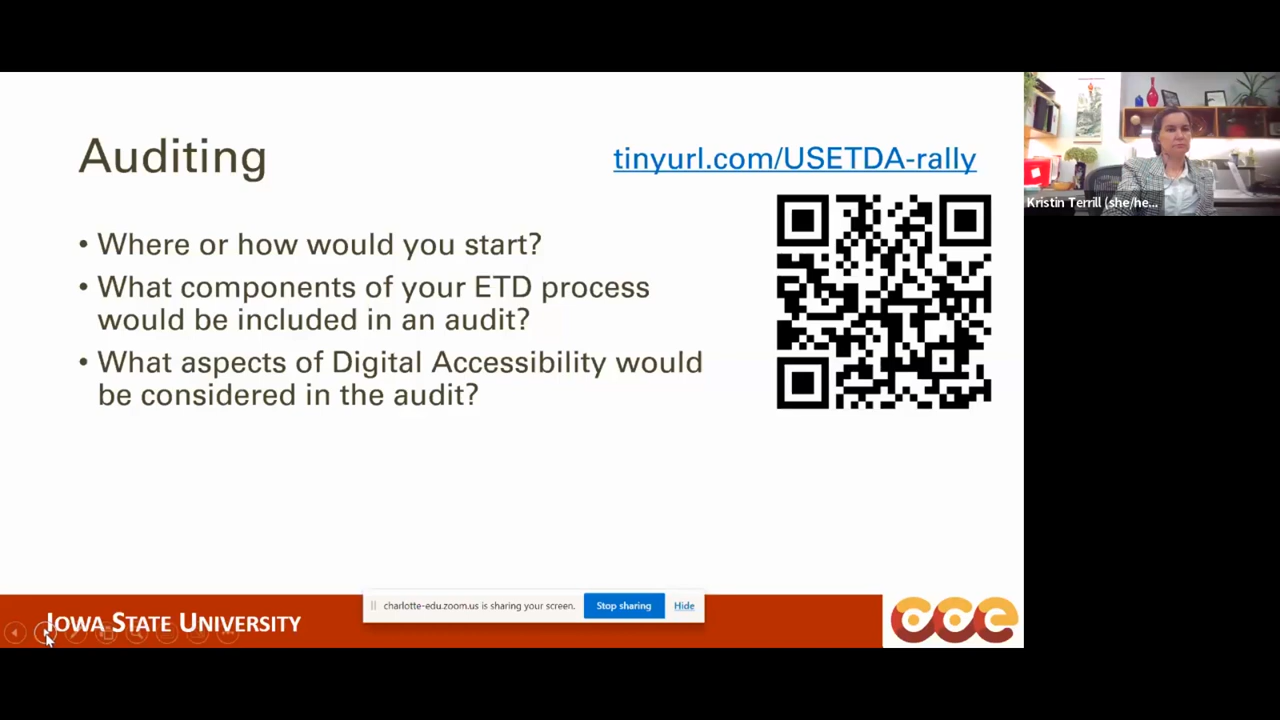 Auditing
tinyurl.com/USETDA-rally
• Where or how would you start?
• What components of your ETD process
would be included in an audit?
• What aspects of Digital Accessibility would
be considered in the audit?
Kristin Terrill (she/he...
charlotte-edu.zoom.us is sharing your screen.
Stop sharing
Hide
IOWA STATE UNIVERSITY
cce